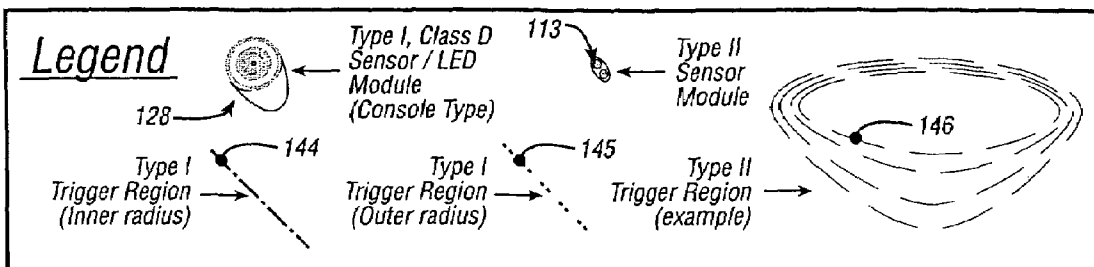 Legend
128
Type I, Class D
Sensor / LED
Module
(Console Type)
113
Type II
Sensor
Module
144
Type I
Trigger Region
(Inner radius)
145
Type I
Trigger Region
(Outer radius)
146
Type II
Trigger Region
(example)